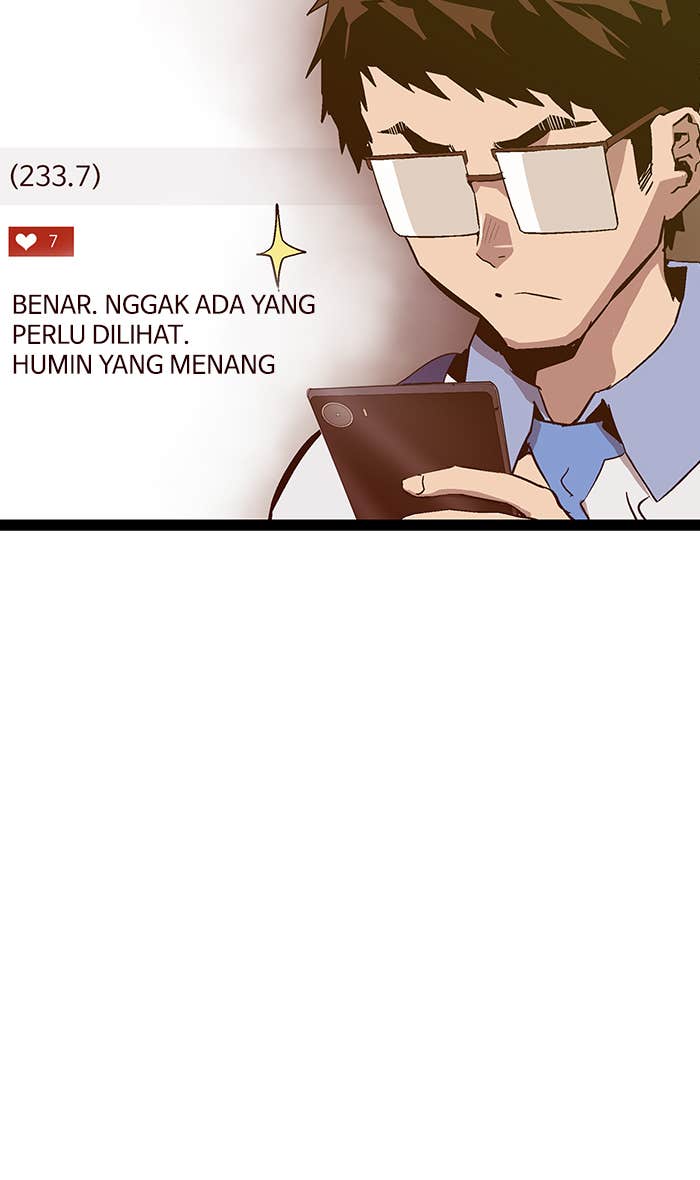 (233.7)
7
BENAR. NGGAK ADA YANG
PERLU DILIHAT.
HUMIN YANG MENANG